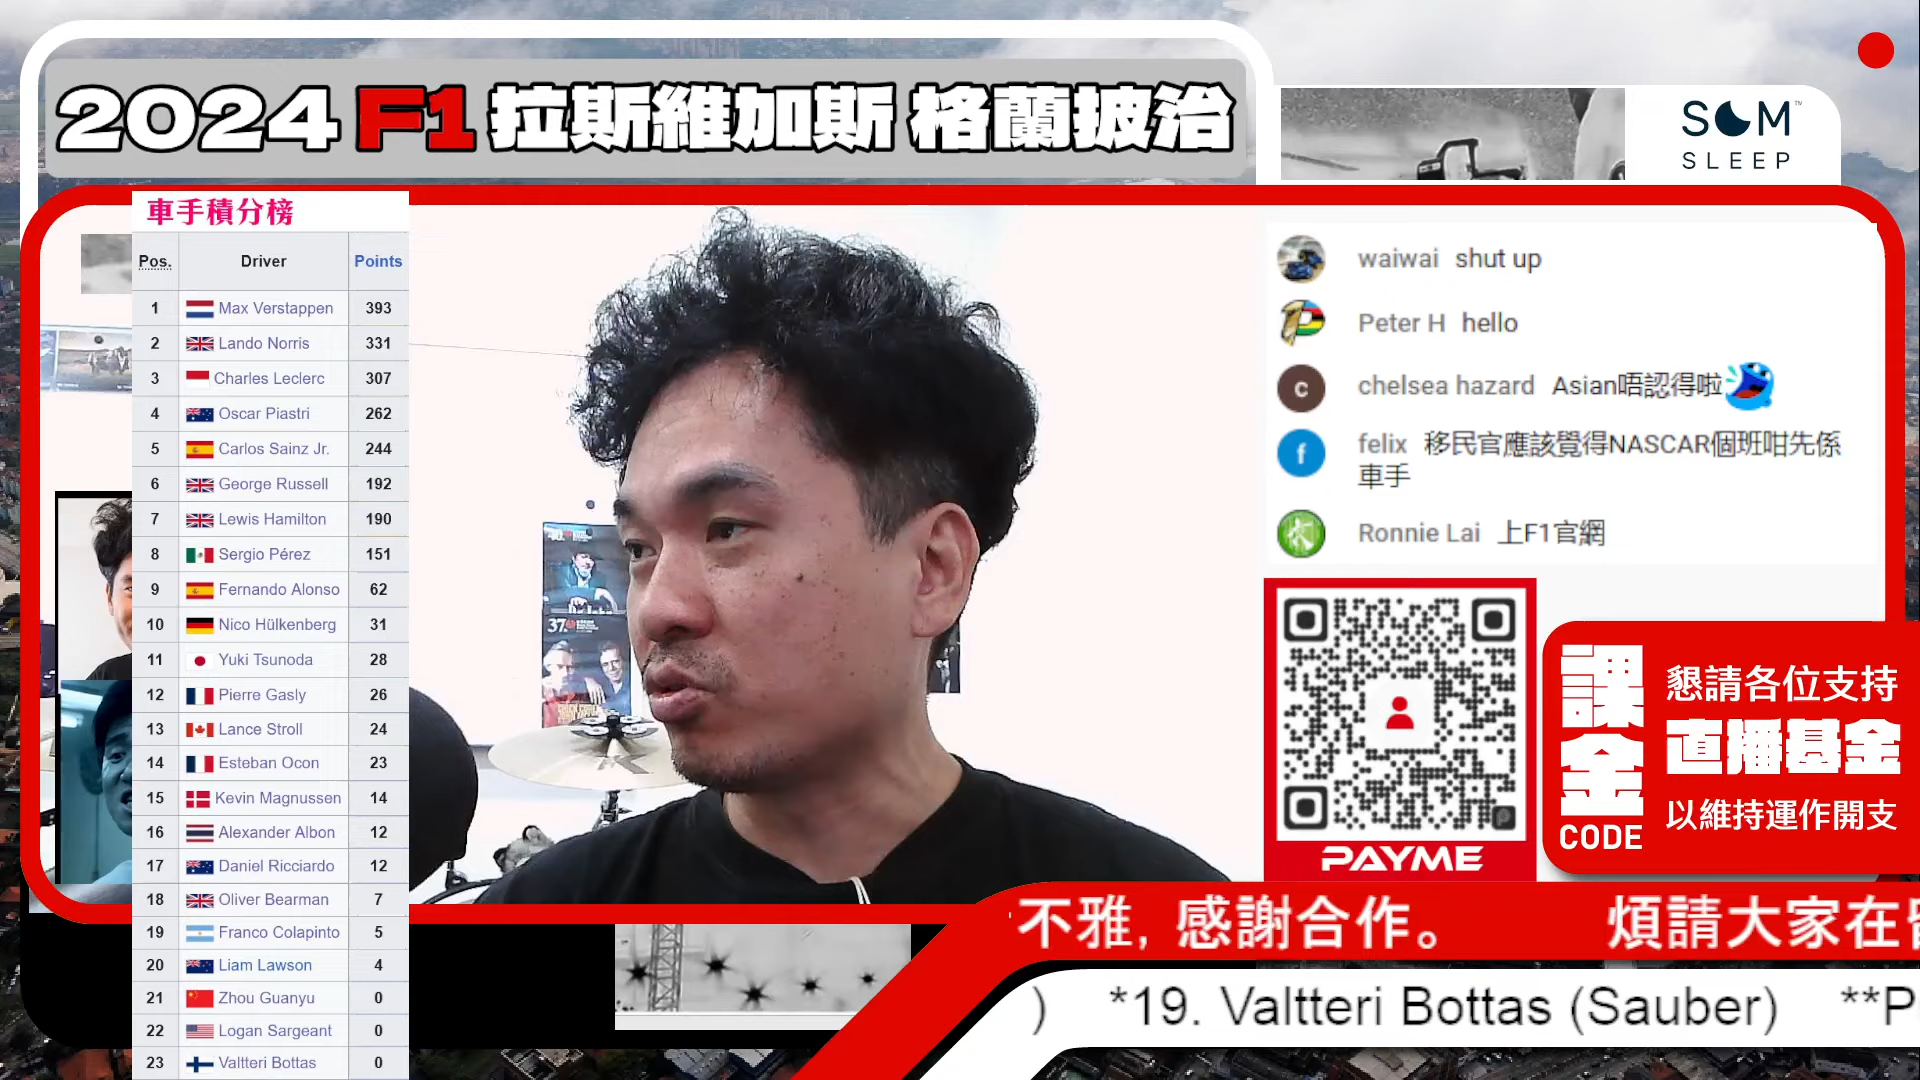 2024 F1 拉斯維加斯 格蘭披治
SOM™
SLEEP
車手積分榜
Pos. Driver Points
1 Max Verstappen 393
2 Lando Norris 331
3 Charles Leclerc 307
4 Oscar Piastri 262
5 Carlos Sainz Jr. 244
6 George Russell 192
7 Lewis Hamilton 190
8 Sergio Pérez 151
9 Fernando Alonso 62
10 Nico Hülkenberg 31
11 Yuki Tsunoda 28
12 Pierre Gasly 26
13 Lance Stroll 24
14 Esteban Ocon 23
15 Kevin Magnussen 14
16 Alexander Albon 12
17 Daniel Ricciardo 12
18 Oliver Bearman 7
19 Franco Colapinto 5
20 Liam Lawson 4
21 Zhou Guanyu 0
22 Logan Sargeant 0
23 Valtteri Bottas 0
37
waiwai shut up
Peter H hello
c chelsea hazard Asian唔認得啦
f felix 移民官應該覺得NASCAR個班咁先係
車手
Ronnie Lai 上F1官網
PAYME
課金
CODE
懇請各位支持
直播基金
以維持運作開支
不雅, 感謝合作。 煩請大家在
) *19. Valtteri Bottas (Sauber) **P